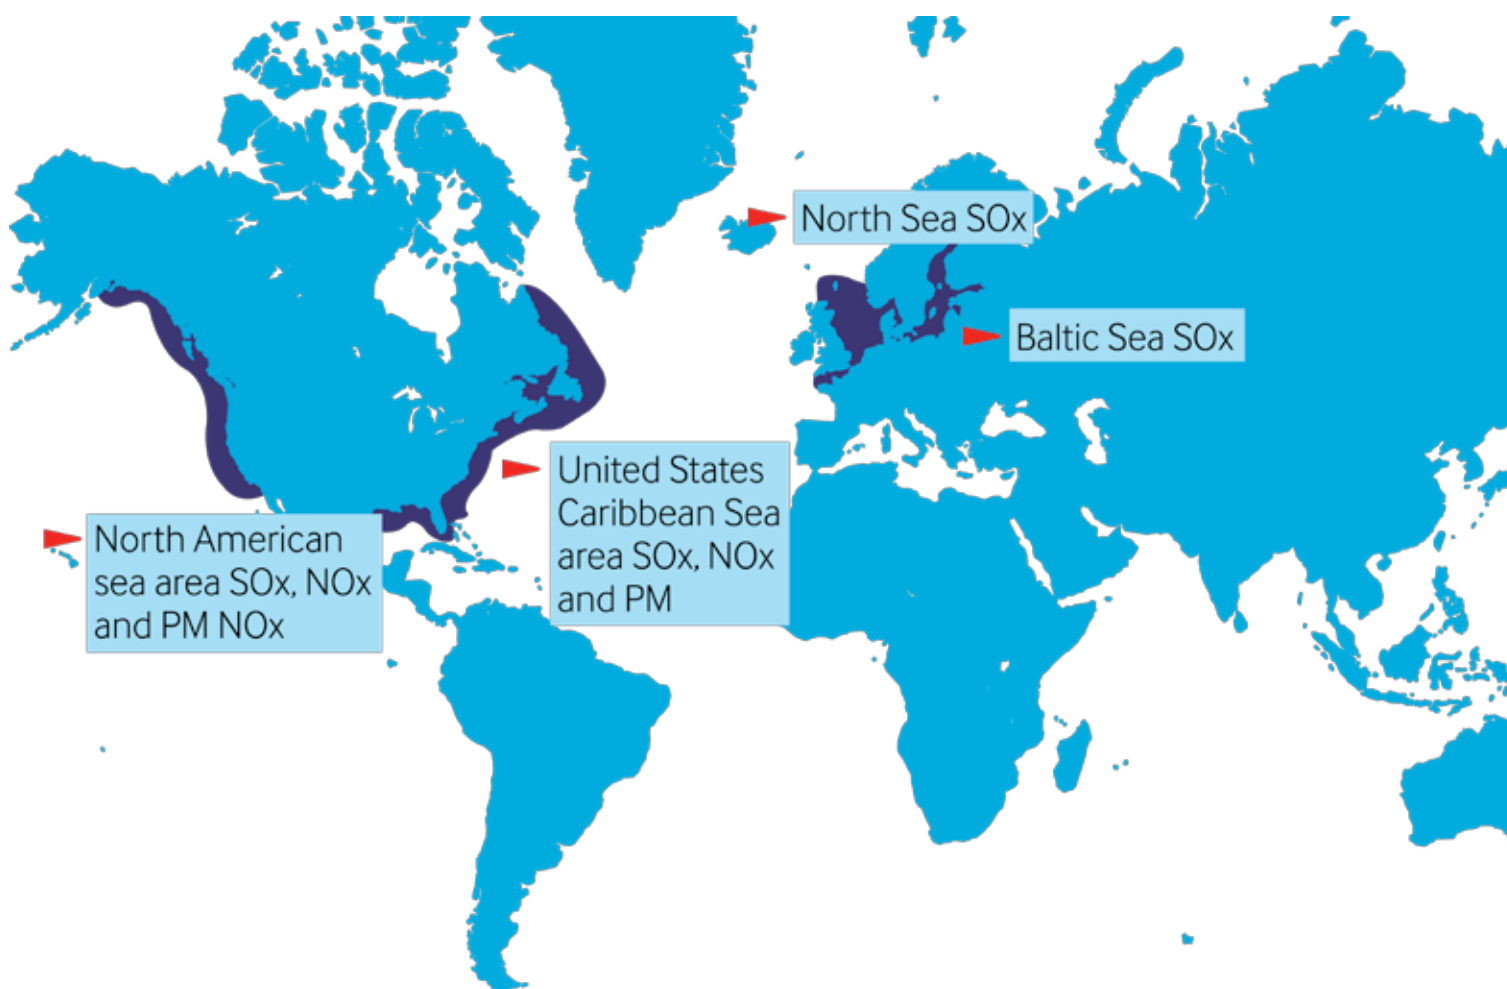 North Sea SOx
Baltic Sea SOx
United States
Caribbean Sea
area SOx, NOx
and PM
North American
sea area SOx, NOx
and PM NOx